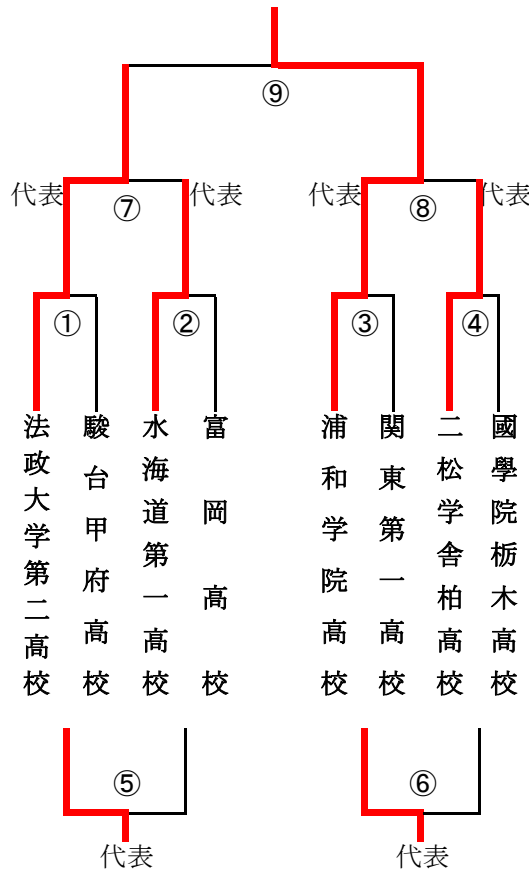 ⑨
代表
⑦
代表
代表
⑧
代表
①
②
③
④
法政大学第二高校
駿台甲府高校
水海道第一高校
富岡高校
浦和学院高校
関東第一高校
二松学舎柏高校
國學院栃木高校
⑤
⑥
代表
代表